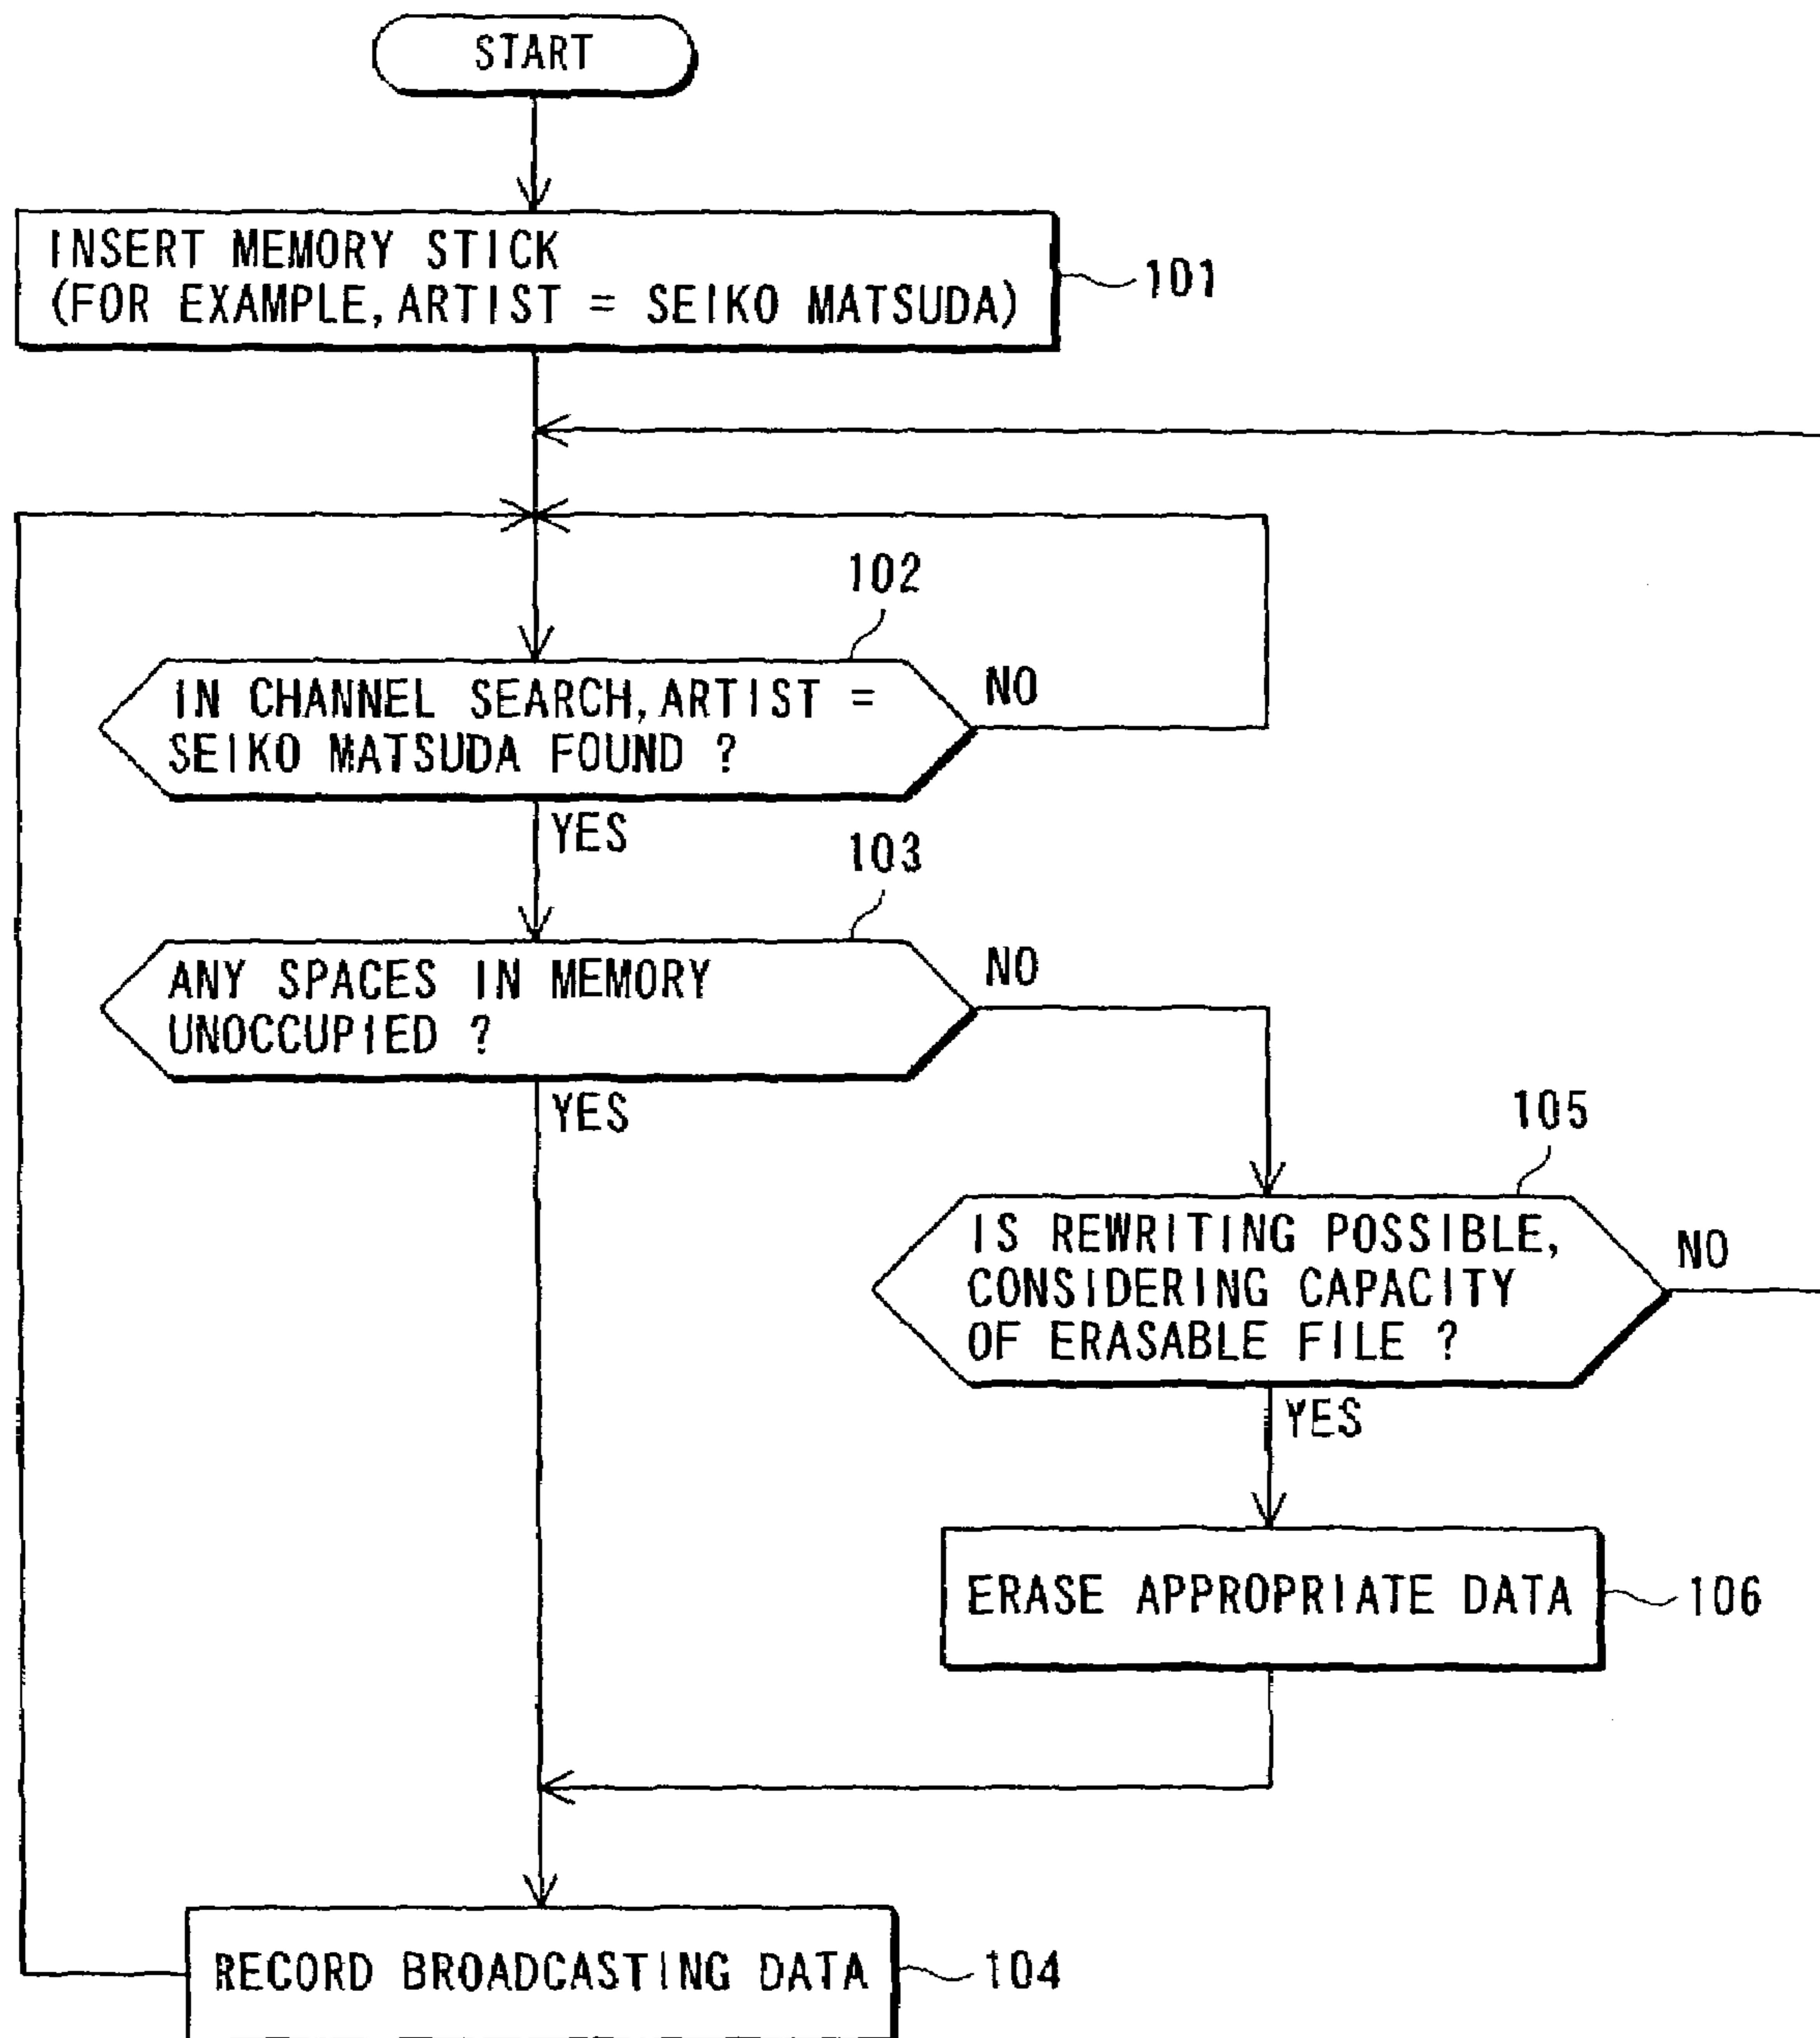 START
INSERT MEMORY STICK
(FOR EXAMPLE, ARTIST = SEIKO MATSUDA)
101
102
IN CHANNEL SEARCH, ARTIST =
SEIKO MATSUDA FOUND ?
NO
YES
103
ANY SPACES IN MEMORY
UNOCCUPIED ?
NO
YES
105
IS REWRITING POSSIBLE,
CONSIDERING CAPACITY
OF ERASABLE FILE ?
NO
YES
ERASE APPROPRIATE DATA
106
RECORD BROADCASTING DATA
104